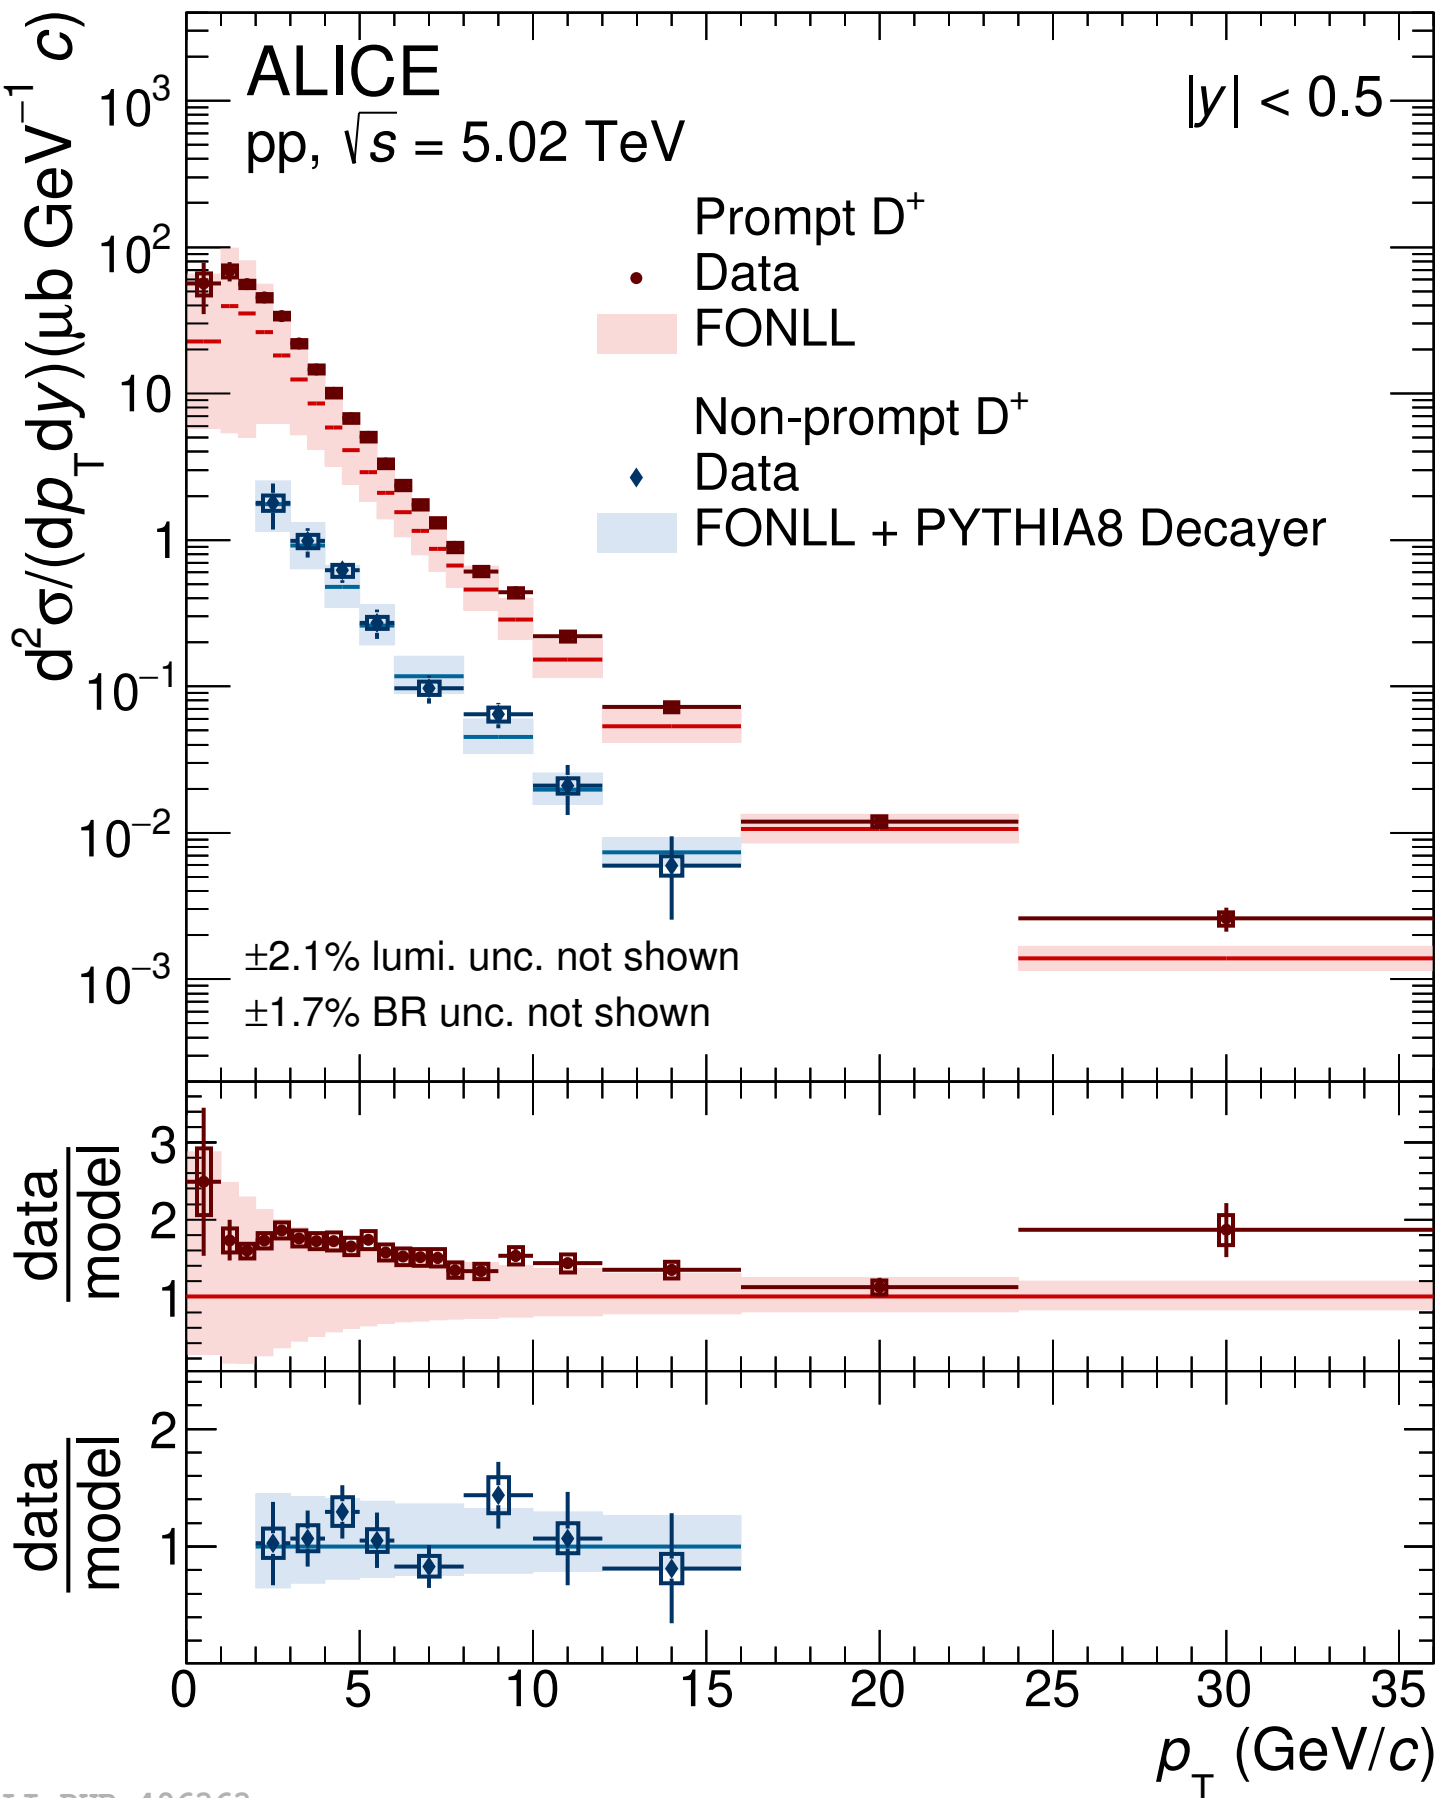 ALICE
pp, √s = 5.02 TeV
|y| < 0.5
Prompt D⁺
Data
FONLL
Non-prompt D⁺
Data
FONLL + PYTHIA8 Decayer
±2.1% lumi. unc. not shown
±1.7% BR unc. not shown
d²σ/(dp_T dy)(μb GeV⁻¹ c)
10³
10²
10
1
10⁻¹
10⁻²
10⁻³
data
model
3
2
1
data
model
2
1
0 5 10 15 20 25 30 35
p_T (GeV/c)